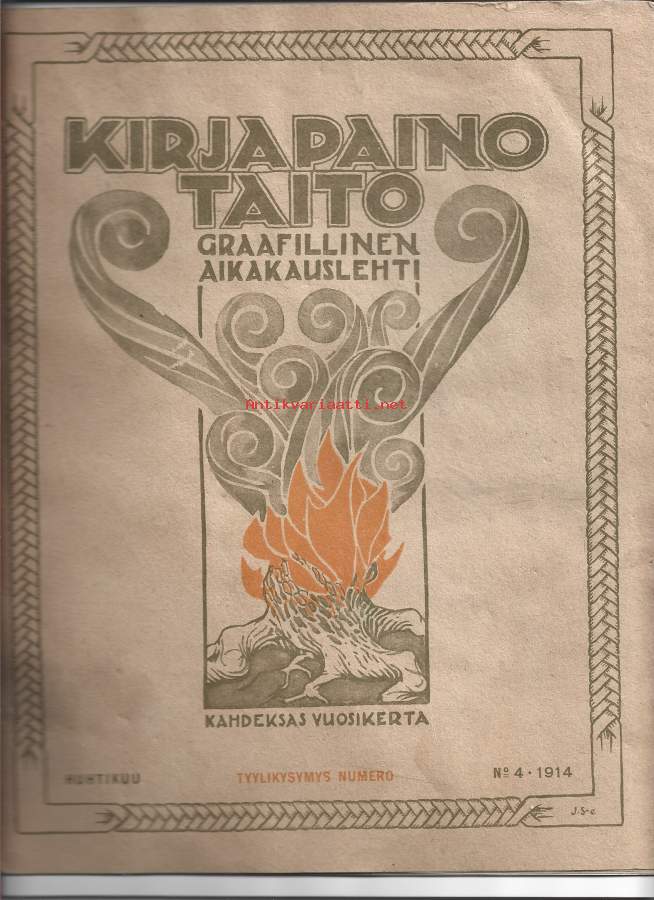 KIRJAPAINO
TAITO
GRAAFILLINEN
AIKAKAUSLEHTI
Antikvariaatti.net
KAHDEKSAS VUOSIKERTA
HUHTIKUU
TYYLIKYSYMYS NUMERO
Nº 4 · 1914
J.S-e